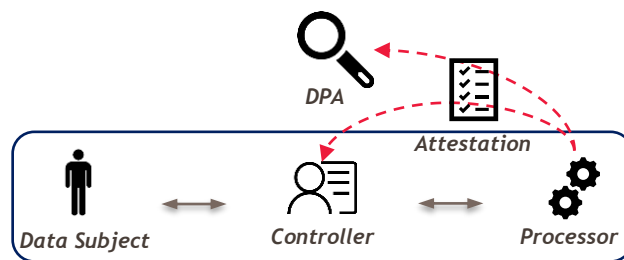 DPA
Attestation
Data Subject
Controller
Processor